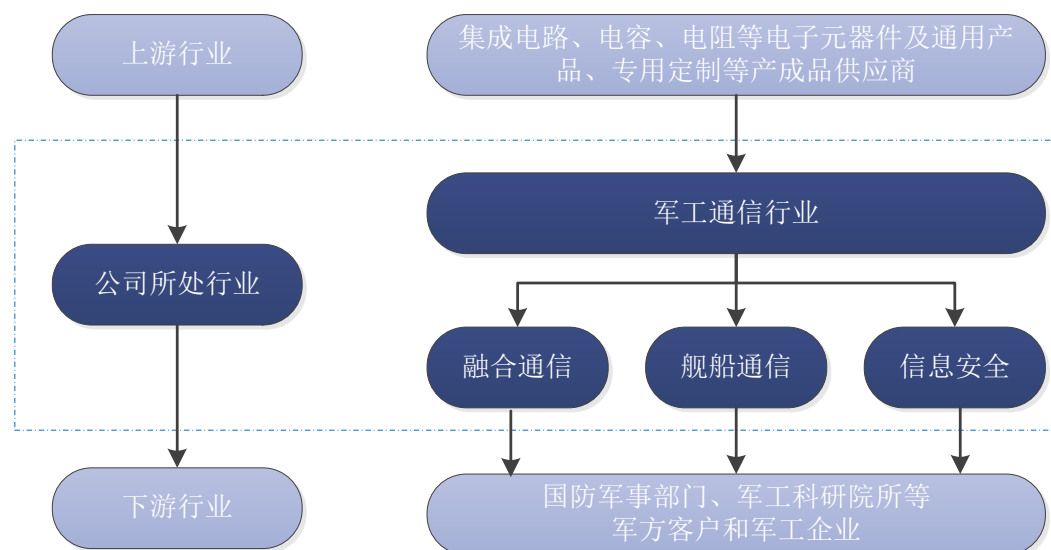 上游行业
集成电路、电容、电阻等电子元器件及通用产
品、专用定制等产成品供应商
军工通信行业
公司所处行业
融合通信
舰船通信
信息安全
下游行业
国防军事部门、军工科研院所等
军方客户和军工企业